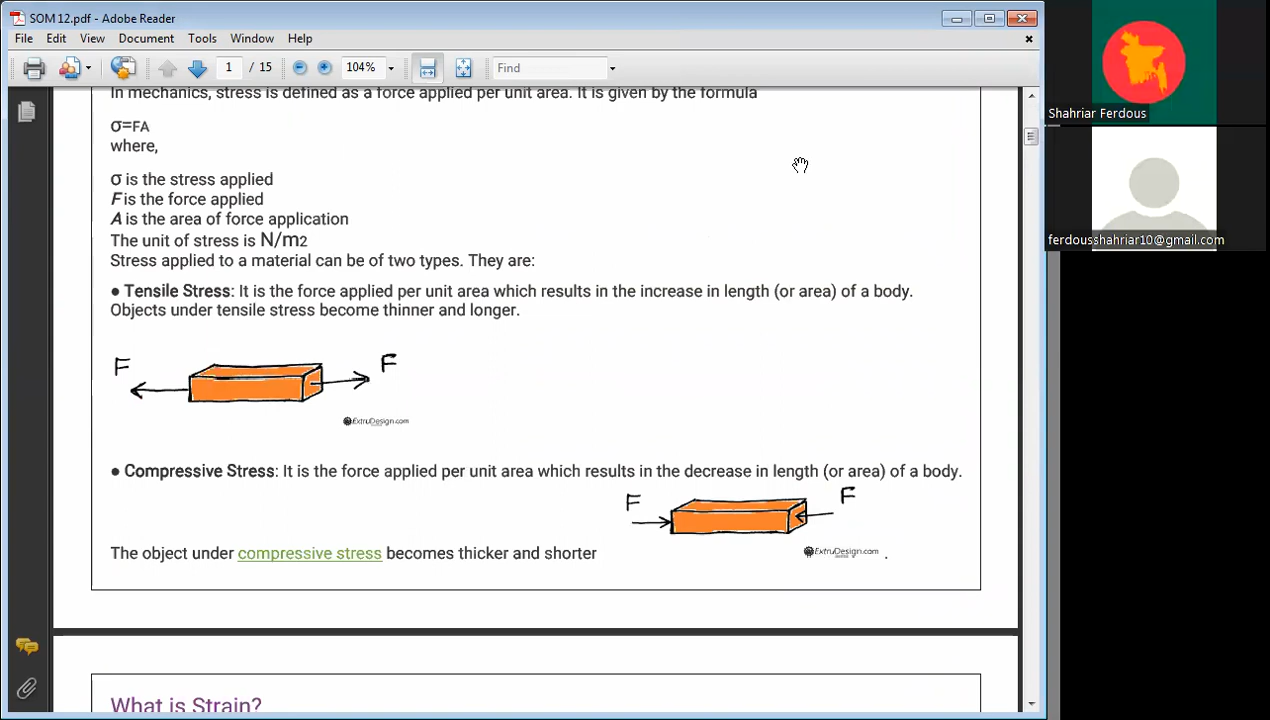 SOM 12.pdf - Adobe Reader
File Edit View Document Tools Window Help
1 / 15 104% Find
In mechanics, stress is defined as a force applied per unit area. It is given by the formula
σ=FA
where,
σ is the stress applied
F is the force applied
A is the area of force application
The unit of stress is N/m2
Stress applied to a material can be of two types. They are:
● Tensile Stress: It is the force applied per unit area which results in the increase in length (or area) of a body.
Objects under tensile stress become thinner and longer.
F F
ExtruDesign.com
● Compressive Stress: It is the force applied per unit area which results in the decrease in length (or area) of a body.
F F
The object under compressive stress becomes thicker and shorter
ExtruDesign.com .
What is Strain?
Shahriar Ferdous
ferdousshahriar10@gmail.com